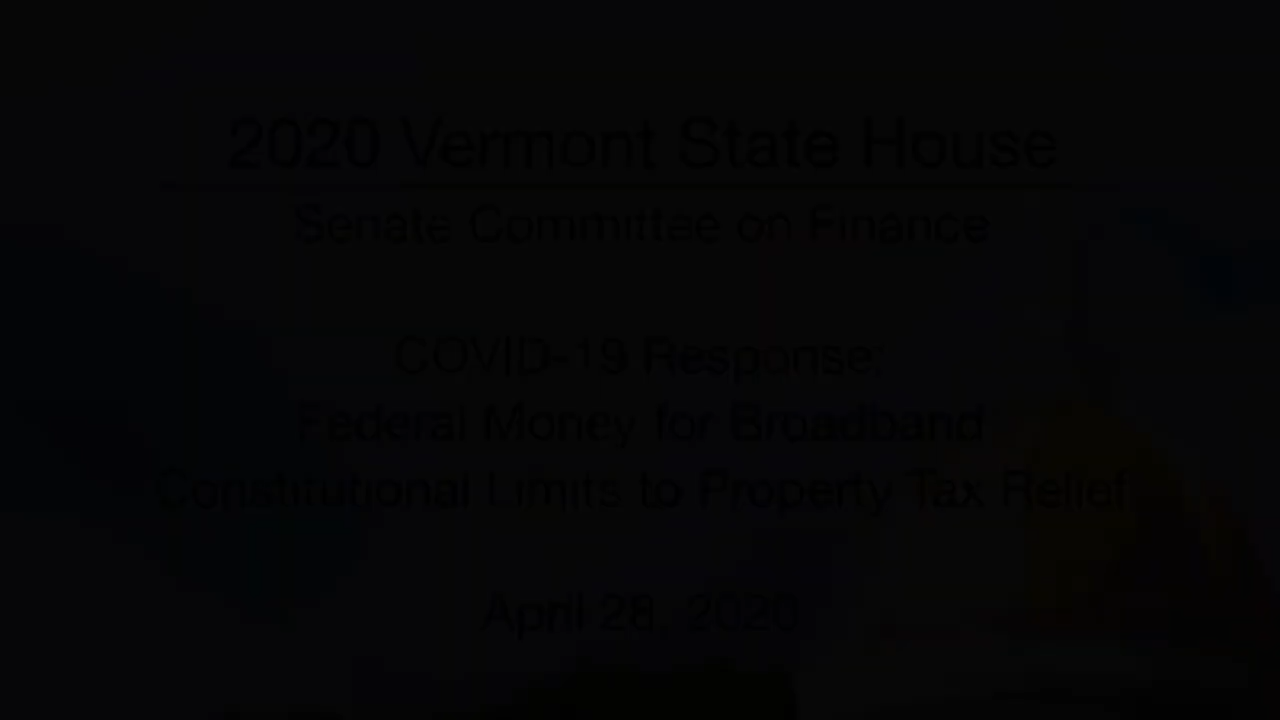 2020 Vermont State House
Senate Committee on Finance
COVID-19 Response:
Federal Money for Broadband
Constitutional Limits to Property Tax Relief
April 28, 2020